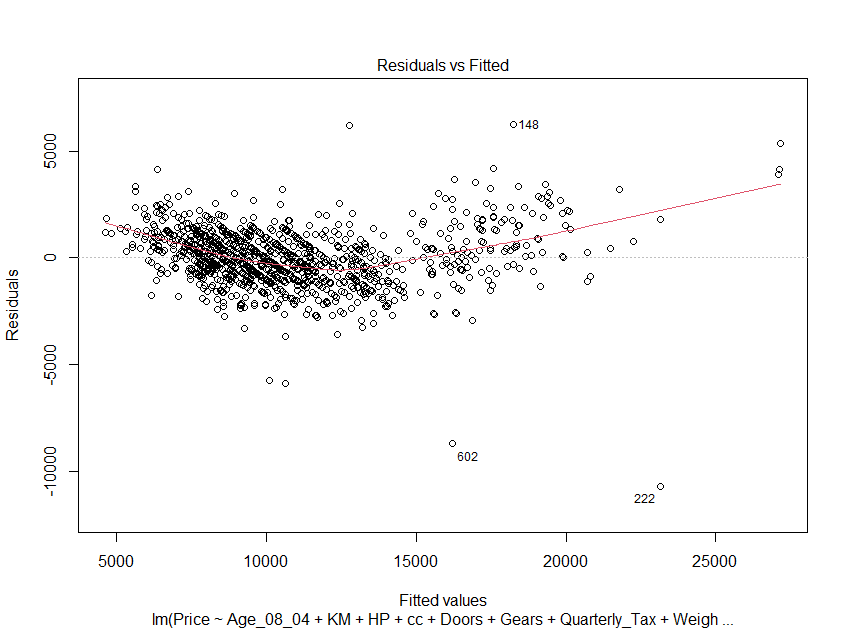 Residuals vs Fitted
148
5000
0
Residuals
-5000
602
-10000
222
5000 10000 15000 20000 25000
Fitted values
lm(Price ~ Age_08_04 + KM + HP + cc + Doors + Gears + Quarterly_Tax + Weigh ...